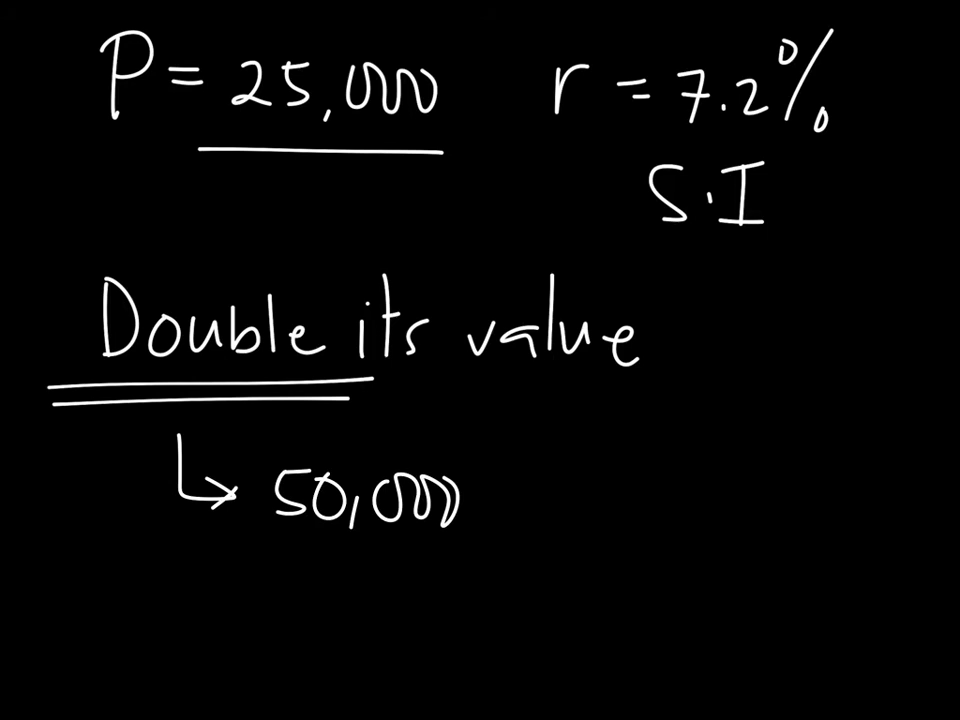 P = 25,000 r = 7.2%
S.I
Double its value
↳ 50,000